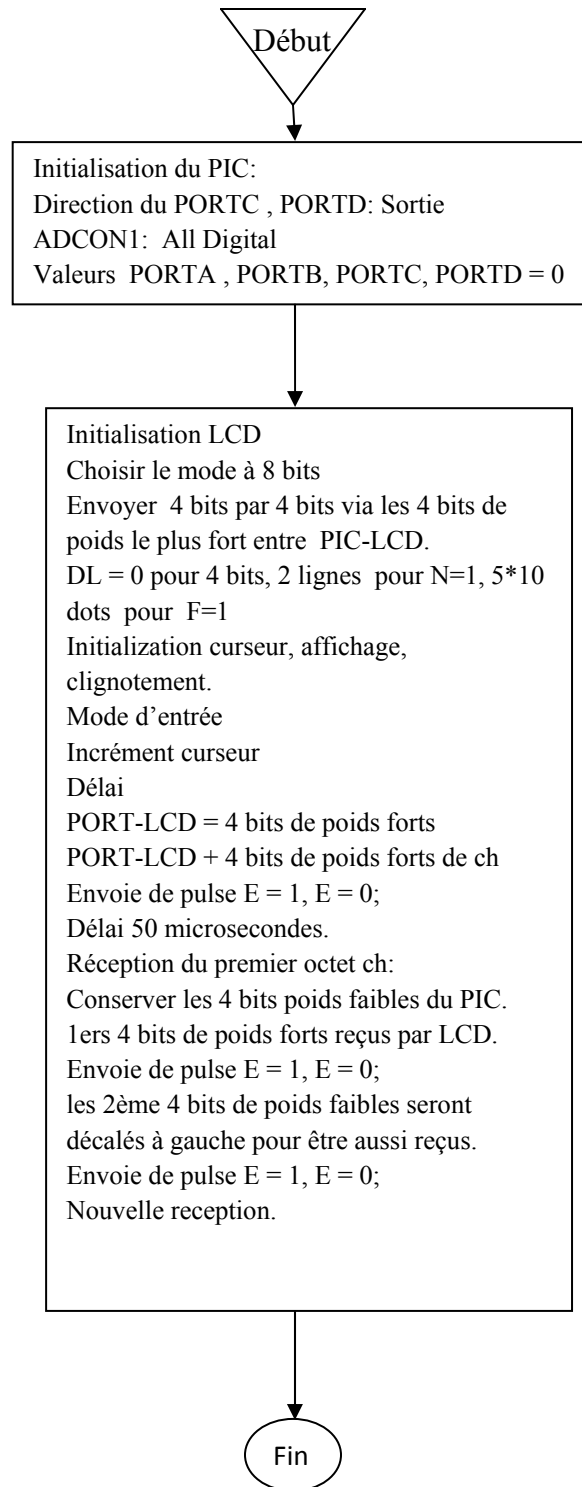 Début
Initialisation du PIC:
Direction du PORTC , PORTD: Sortie
ADCON1: All Digital
Valeurs PORTA , PORTB, PORTC, PORTD = 0
Initialisation LCD
Choisir le mode à 8 bits
Envoyer 4 bits par 4 bits via les 4 bits de
poids le plus fort entre PIC-LCD.
DL = 0 pour 4 bits, 2 lignes pour N=1, 5*10
dots pour F=1
Initialization curseur, affichage,
clignotement.
Mode d'entrée
Incrément curseur
Délai
PORT-LCD = 4 bits de poids forts
PORT-LCD + 4 bits de poids forts de ch
Envoie de pulse E = 1, E = 0;
Délai 50 microsecondes.
Réception du premier octet ch:
Conserver les 4 bits poids faibles du PIC.
1ers 4 bits de poids forts reçus par LCD.
Envoie de pulse E = 1, E = 0;
les 2ème 4 bits de poids faibles seront
décalés à gauche pour être aussi reçus.
Envoie de pulse E = 1, E = 0;
Nouvelle reception.
Fin